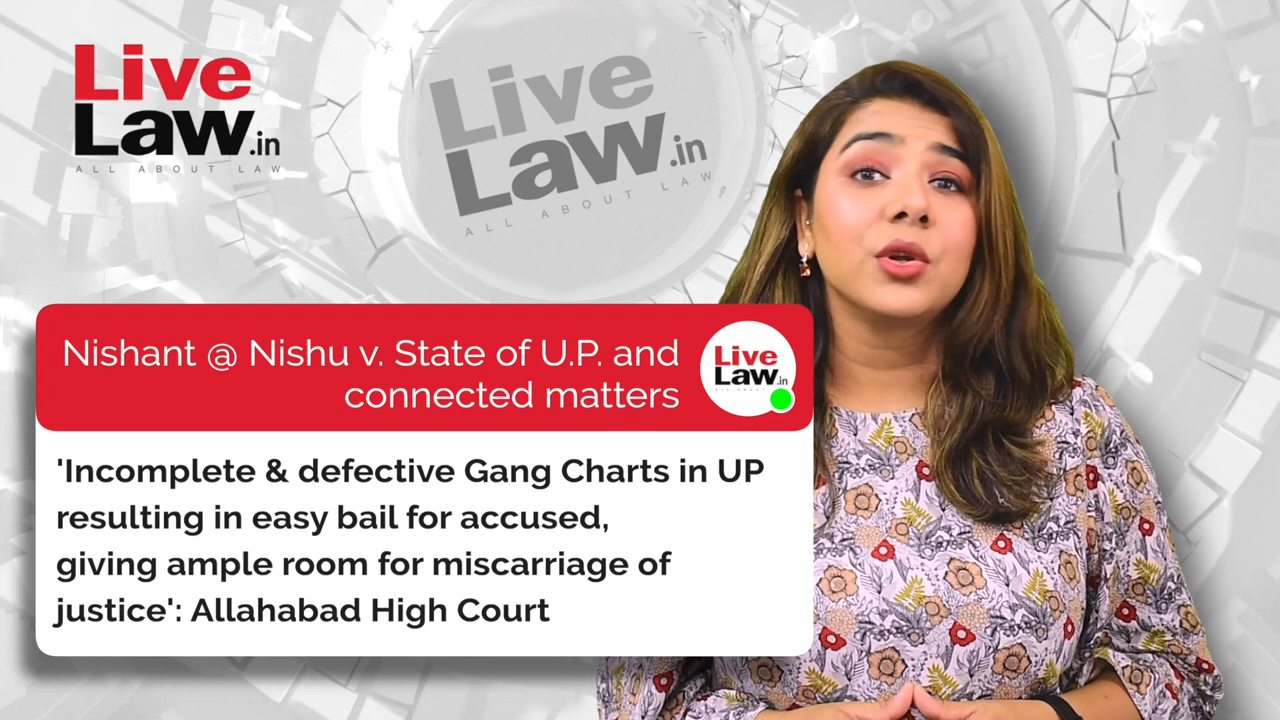 Live
Law.in
ALL ABOUT LAW
Live
Law.in
ALL ABOUT LAW
Nishant @ Nishu v. State of U.P. and
connected matters
Live
Law.in
'Incomplete & defective Gang Charts in UP
resulting in easy bail for accused,
giving ample room for miscarriage of
justice': Allahabad High Court